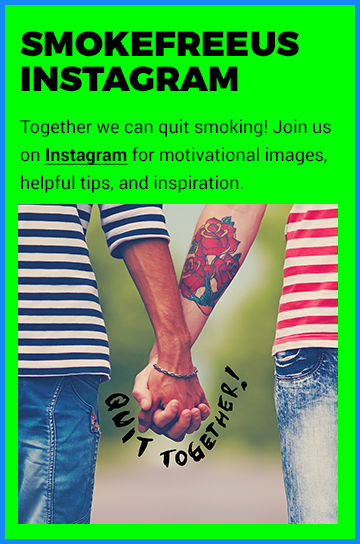 SMOKEFREEUS
INSTAGRAM
Together we can quit smoking! Join us
on Instagram for motivational images,
helpful tips, and inspiration.
QUIT TOGETHER!